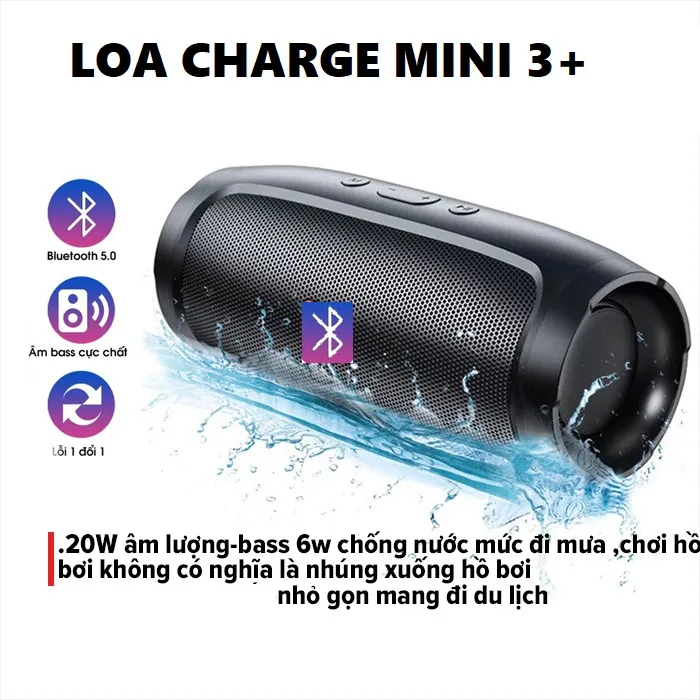 LOA CHARGE MINI 3+
M - +
Bluetooth 5.0
Âm bass cực chất
Lỗi 1 đổi 1
.20W âm lượng-bass 6w chống nước mức đi mưa ,chơi hồ
bơi không có nghĩa là nhúng xuống hồ bơi
nhỏ gọn mang đi du lịch